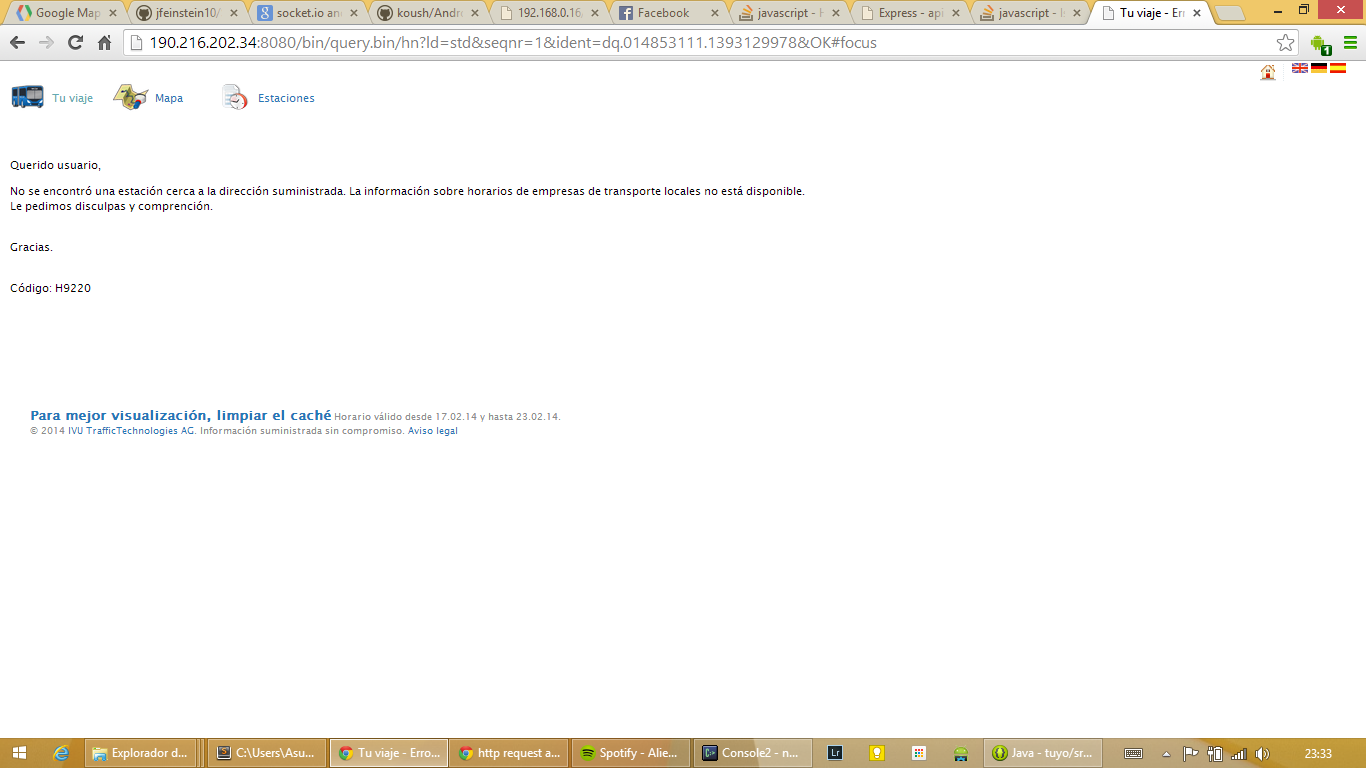 Google Map
jfeinstein10/
socket.io an
koush/Andr
192.168.0.16
Facebook
javascript - H
Express - api
javascript - Is
Tu viaje - Err
190.216.202.34:8080/bin/query.bin/hn?ld=std&seqnr=1&ident=dq.014853111.1393129978&OK#focus
1
Tu viaje
Mapa
Estaciones
Querido usuario,
No se encontró una estación cerca a la dirección suministrada. La información sobre horarios de empresas de transporte locales no está disponible.
Le pedimos disculpas y comprención.
Gracias.
Código: H9220
Para mejor visualización, limpiar el caché Horario válido desde 17.02.14 y hasta 23.02.14.
© 2014 IVU TrafficTechnologies AG. Información suministrada sin compromiso. Aviso legal
Explorador d...
C:\Users\Asu...
Tu viaje - Erro...
http request a...
Spotify - Alie...
Console2 - n...
Lr
Java - tuyo/sr...
23:33